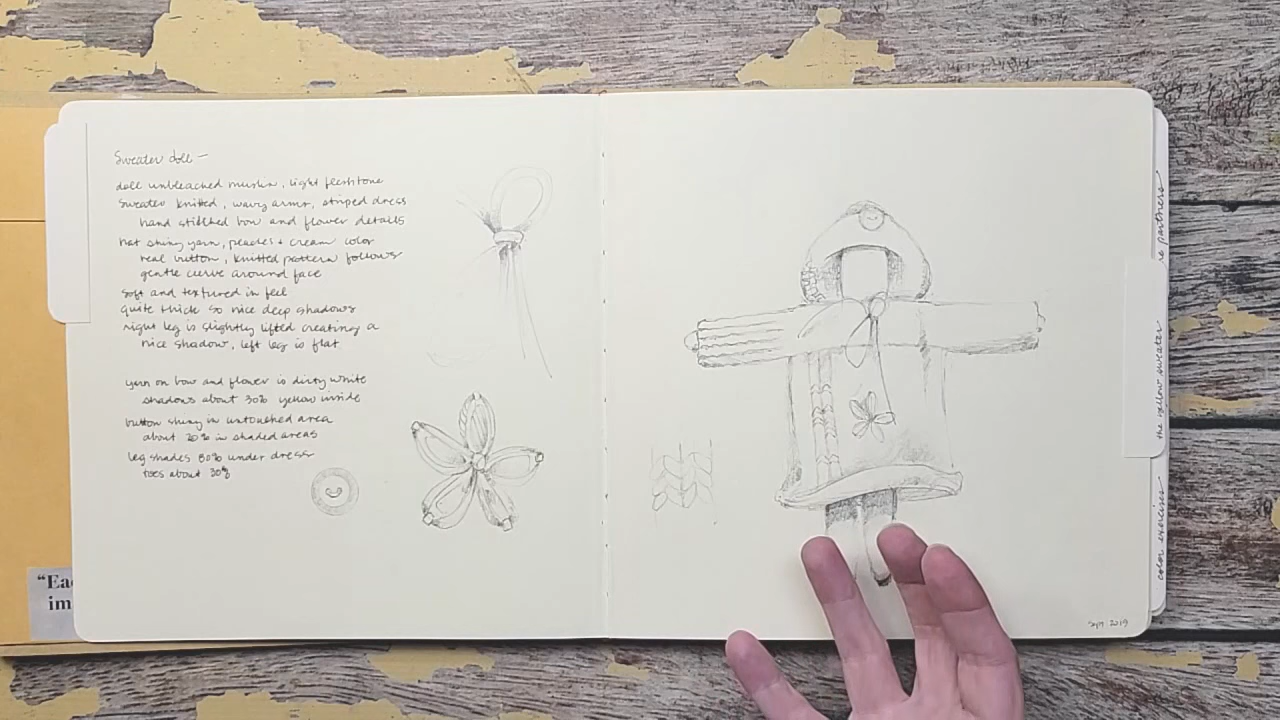 Sweater doll –
doll unbleached muslin, light fleshtone
sweater knitted, wavy arms, striped dress
hand stitched bow and flower details
hat shiny yarn, peaches + cream color
real button, knitted pattern follows
gentle curve around face
soft and textured in feel
quite thick so nice deep shadows
right leg is slightly lifted creating a
nice shadow, left leg is flat
yarn on bow and flower is dirty white
shadows about 30% yellow inside
button shiny in untouched area
about 20% in shaded areas
leg shades 80% under dress
toes about 30%
“Ea
im
partners
the yellow sweater
color exercises
Sep. 2019